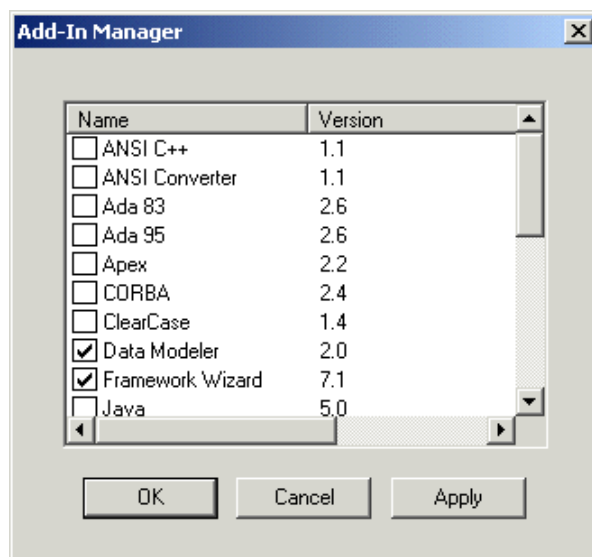 Add-In Manager
Name Version
ANSI C++ 1.1
ANSI Converter 1.1
Ada 83 2.6
Ada 95 2.6
Apex 2.2
CORBA 2.4
ClearCase 1.4
Data Modeler 2.0
Framework Wizard 7.1
Java 5.0
OK Cancel Apply